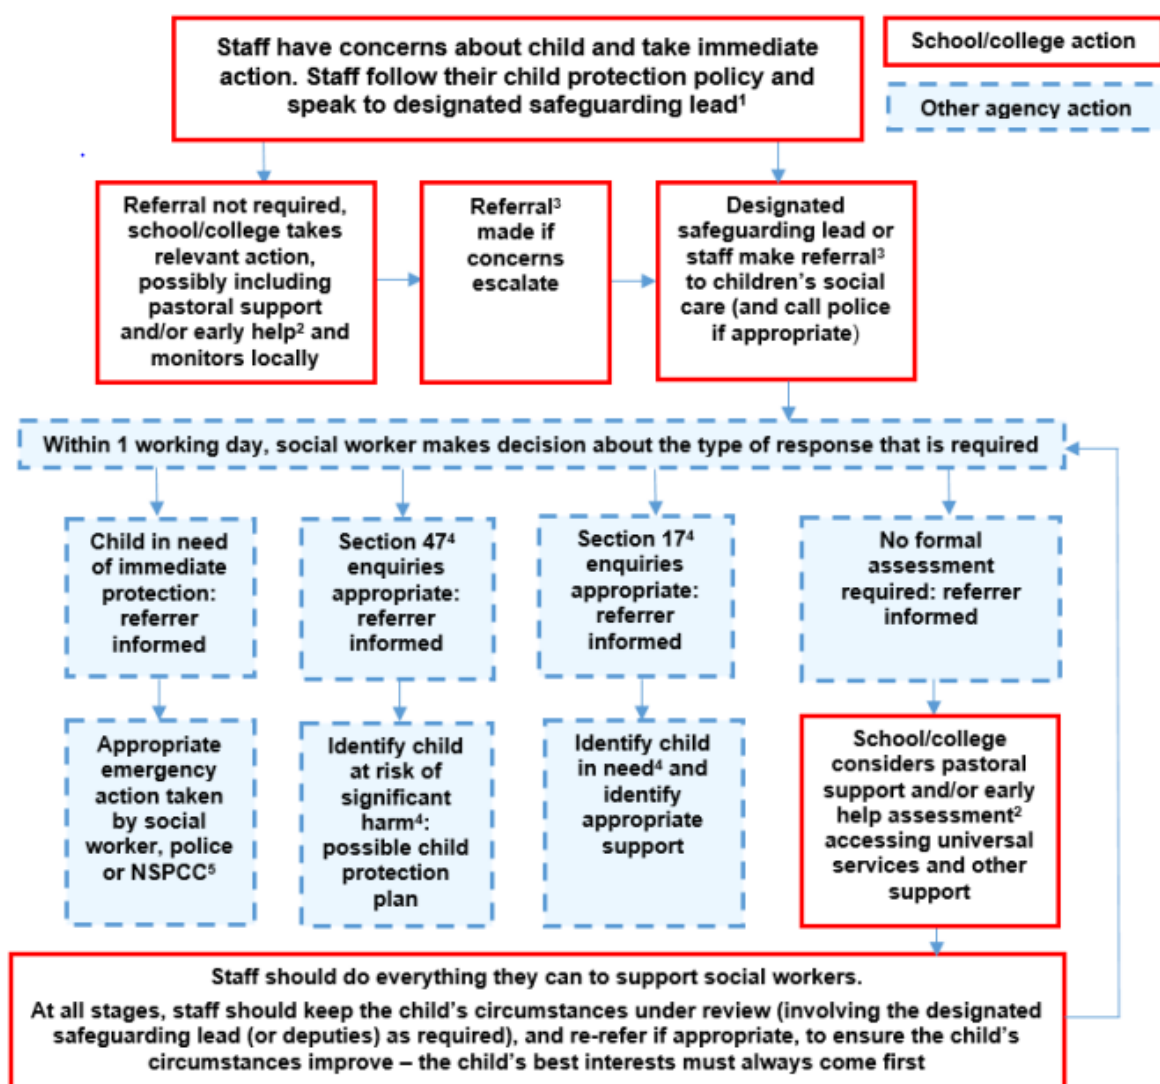 Staff have concerns about child and take immediate
action. Staff follow their child protection policy and
speak to designated safeguarding lead¹
School/college action
Other agency action
Referral not required,
school/college takes
relevant action,
possibly including
pastoral support
and/or early help² and
monitors locally
Referral³
made if
concerns
escalate
Designated
safeguarding lead or
staff make referral³
to children’s social
care (and call police
if appropriate)
Within 1 working day, social worker makes decision about the type of response that is required
Child in need
of immediate
protection:
referrer
informed
Section 47⁴
enquiries
appropriate:
referrer
informed
Section 17⁴
enquiries
appropriate:
referrer
informed
No formal
assessment
required: referrer
informed
Appropriate
emergency
action taken
by social
worker, police
or NSPCC⁵
Identify child
at risk of
significant
harm⁴:
possible child
protection
plan
Identify child
in need⁴ and
identify
appropriate
support
School/college
considers pastoral
support and/or early
help assessment²
accessing universal
services and other
support
Staff should do everything they can to support social workers.
At all stages, staff should keep the child’s circumstances under review (involving the designated
safeguarding lead (or deputies) as required), and re-refer if appropriate, to ensure the child’s
circumstances improve – the child’s best interests must always come first